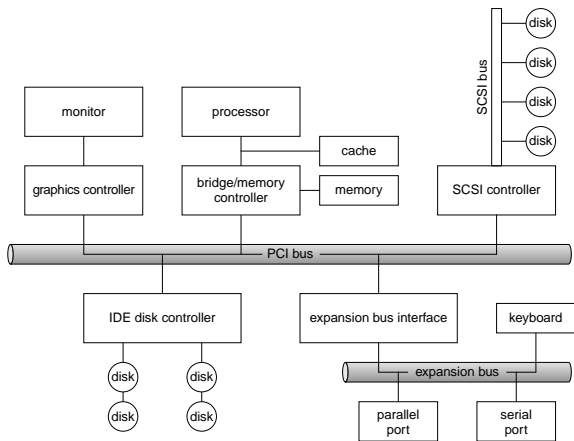 disk
disk
disk
disk
SCSI bus
monitor
processor
cache
graphics controller
bridge/memory
controller
memory
SCSI controller
PCI bus
IDE disk controller
expansion bus interface
keyboard
disk
disk
disk
disk
expansion bus
parallel
port
serial
port